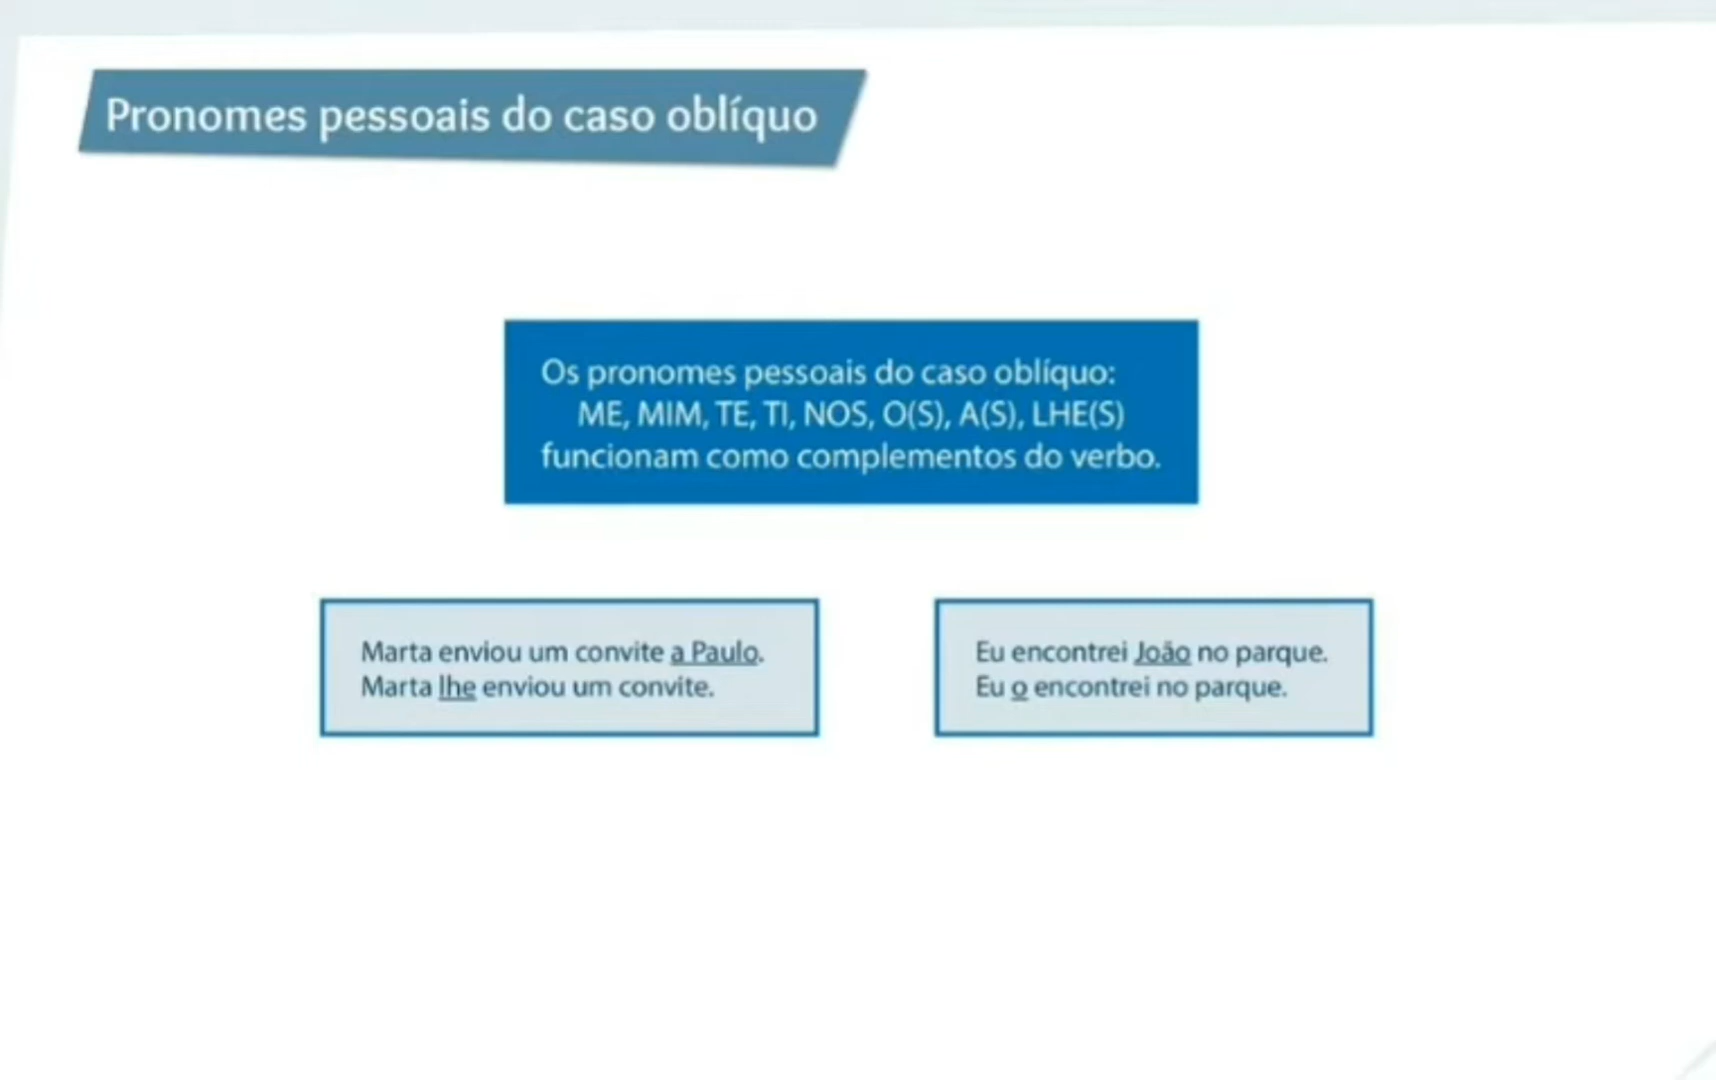 Pronomes pessoais do caso oblíquo
Os pronomes pessoais do caso oblíquo:
ME, MIM, TE, TI, NOS, O(S), A(S), LHE(S)
funcionam como complementos do verbo.
Marta enviou um convite a Paulo.
Marta lhe enviou um convite.
Eu encontrei João no parque.
Eu o encontrei no parque.